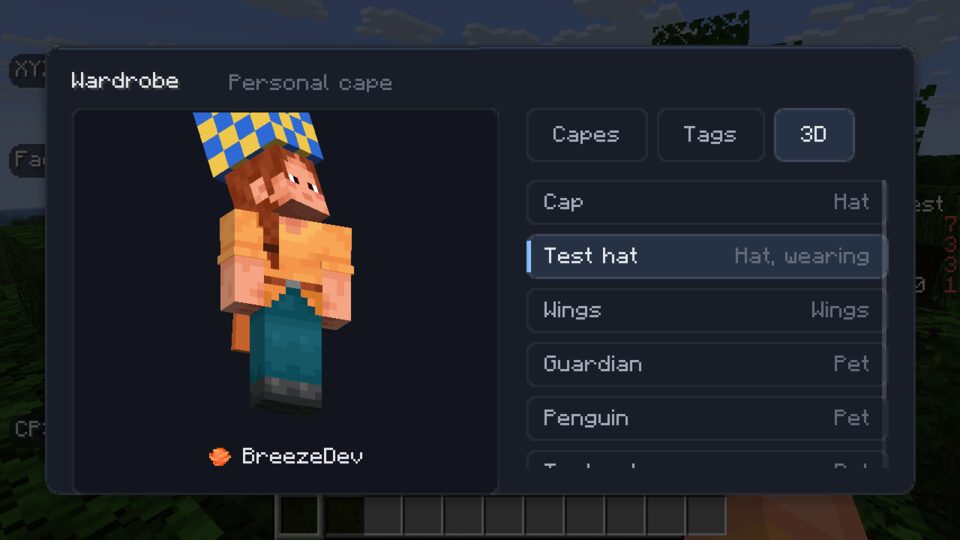 Wardrobe
Personal cape
Capes
Tags
3D
Cap
Hat
Test hat
Hat, wearing
Wings
Wings
Guardian
Pet
Penguin
Pet
BreezeDev